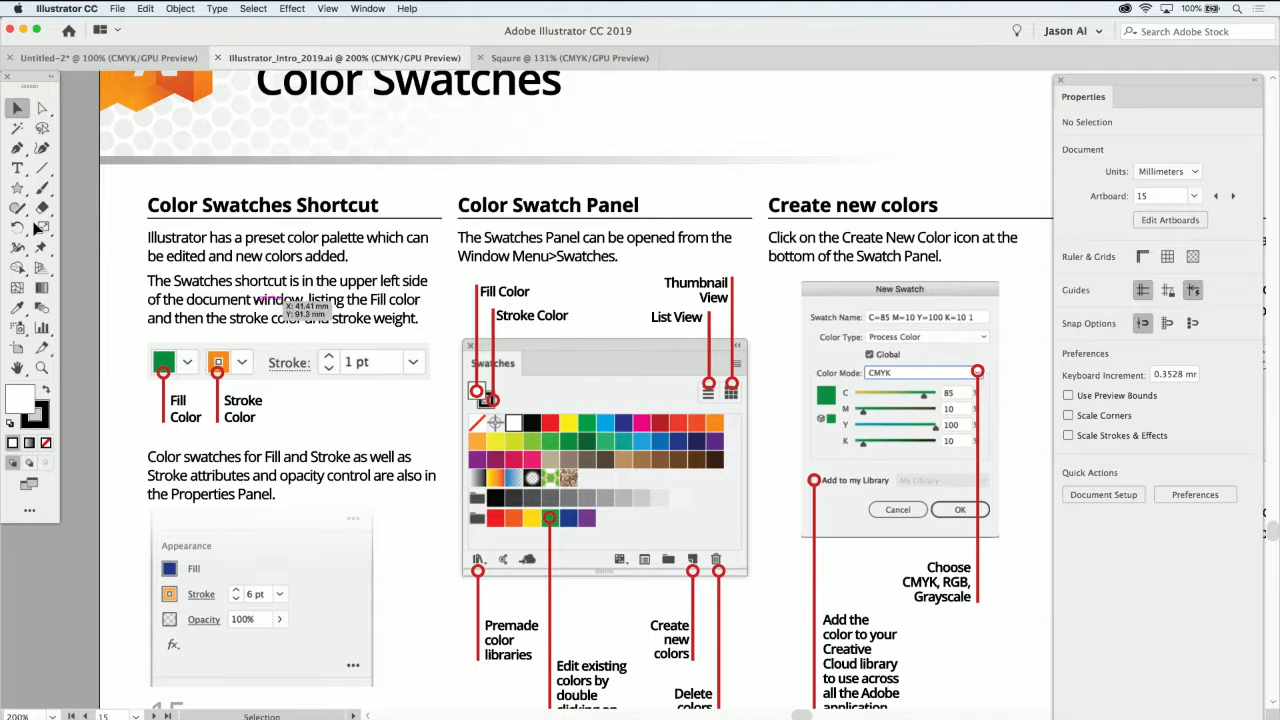 Illustrator CC File Edit Object Type Select Effect View Window Help
100%
Adobe Illustrator CC 2019
Jason Al
Search Adobe Stock
Untitled-2* @ 100% (CMYK/GPU Preview)
Illustrator_Intro_2019.ai @ 200% (CMYK/GPU Preview)
Sqaure @ 131% (CMYK/GPU Preview)
Color Swatches
Color Swatches Shortcut
Illustrator has a preset color palette which can
be edited and new colors added.
The Swatches shortcut is in the upper left side
of the document window, listing the Fill color
and then the stroke color and stroke weight.
X: 41.41 mm
Y: 91.3 mm
Stroke: 1 pt
Fill
Color
Stroke
Color
Color swatches for Fill and Stroke as well as
Stroke attributes and opacity control are also in
the Properties Panel.
Appearance
Fill
Stroke 6 pt
Opacity 100%
fx.
Color Swatch Panel
The Swatches Panel can be opened from the
Window Menu>Swatches.
Fill Color
Stroke Color
Thumbnail
View
List View
Swatches
Premade
color
libraries
Edit existing
colors by
double
clicking on
Create
new
colors
Delete
colors
Create new colors
Click on the Create New Color icon at the
bottom of the Swatch Panel.
New Swatch
Swatch Name: C=85 M=10 Y=100 K=10 1
Color Type: Process Color
Global
Color Mode: CMYK
C 85 %
M 10 %
Y 100 %
K 10 %
Add to my Library My Library
Cancel OK
Choose
CMYK, RGB,
Grayscale
Add the
color to your
Creative
Cloud library
to use across
all the Adobe
application
Properties
No Selection
Document
Units: Millimeters
Artboard: 15
Edit Artboards
Ruler & Grids
Guides
Snap Options
Preferences
Keyboard Increment: 0.3528 mr
Use Preview Bounds
Scale Corners
Scale Strokes & Effects
Quick Actions
Document Setup Preferences
200% 15 Selection